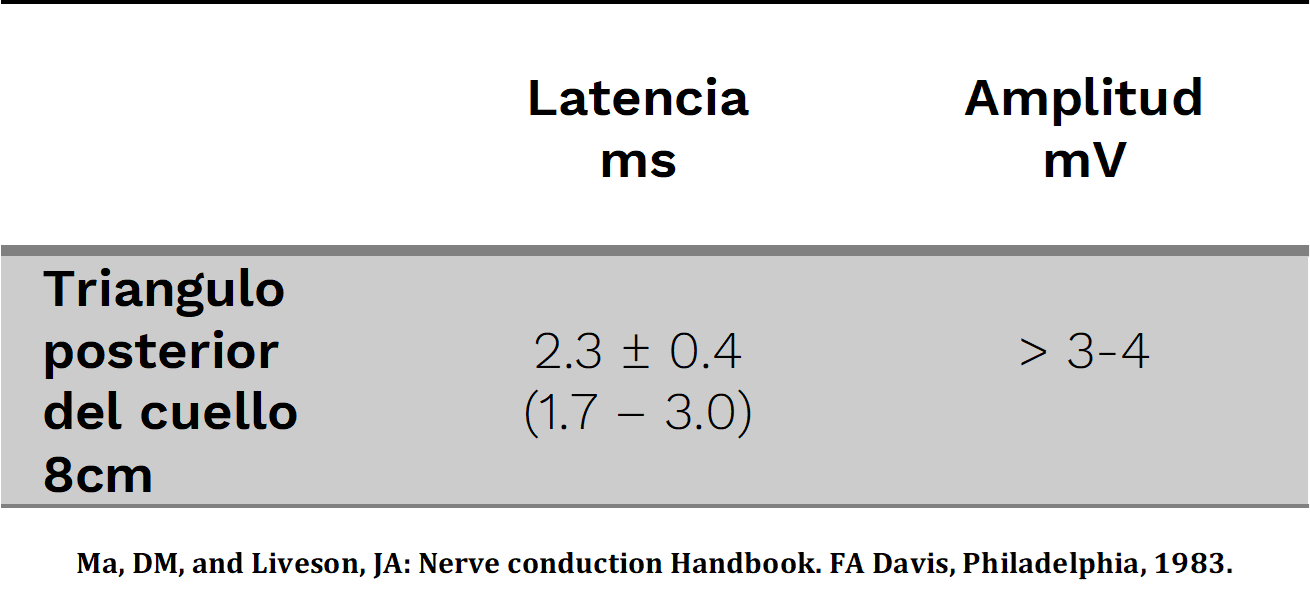 Latencia
ms
Amplitud
mV
Triangulo
posterior
del cuello
8cm
2.3 ± 0.4
(1.7 – 3.0)
> 3-4
Ma, DM, and Liveson, JA: Nerve conduction Handbook. FA Davis, Philadelphia, 1983.